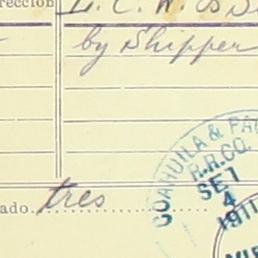 rección
by Shipper
tres
ado.
COAHUILA & PAC
R.R.CO.
SET
4
1911